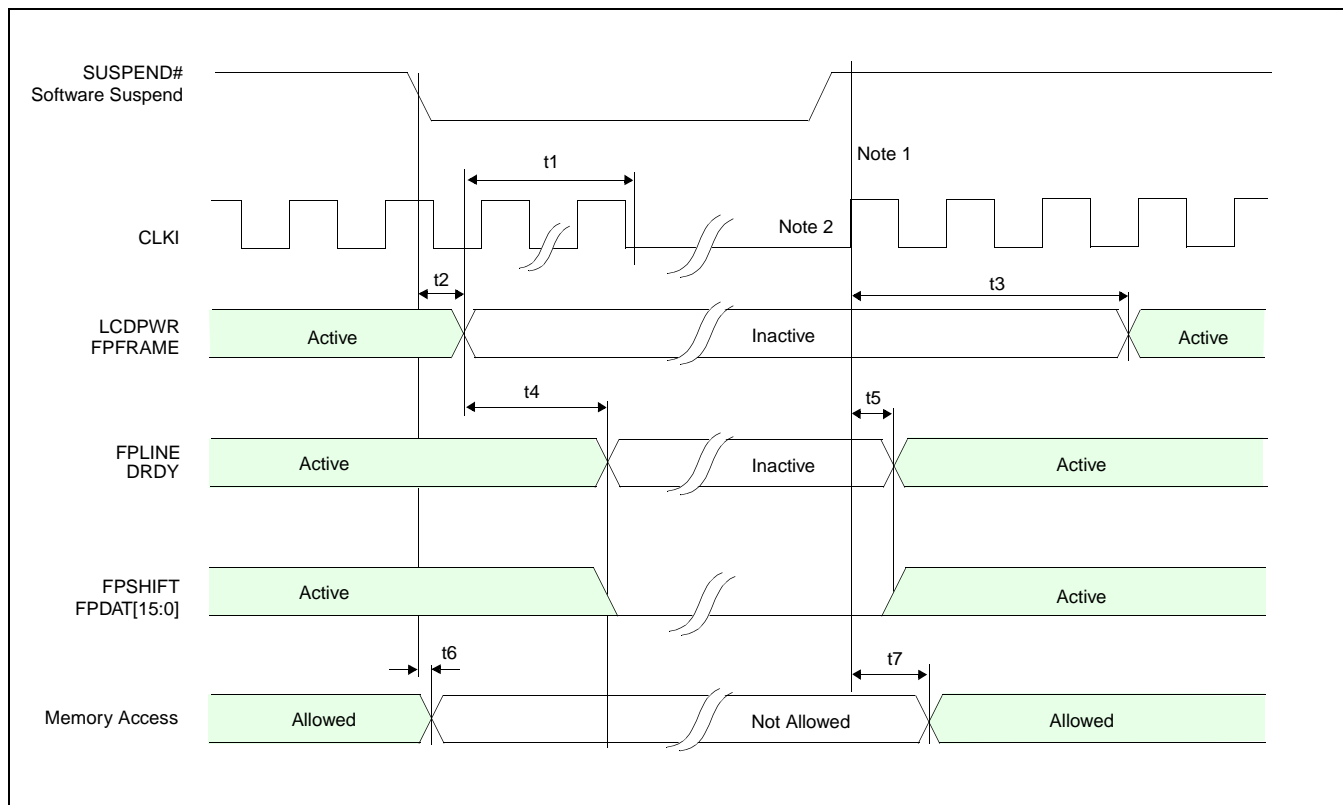 SUSPEND#
Software Suspend
Note 1
t1
CLKI
Note 2
t2
t3
LCDPWR
FPFRAME
Active
Inactive
Active
t4
t5
FPLINE
DRDY
Active
Inactive
Active
FPSHIFT
FPDAT[15:0]
Active
Active
t6
t7
Memory Access
Allowed
Not Allowed
Allowed